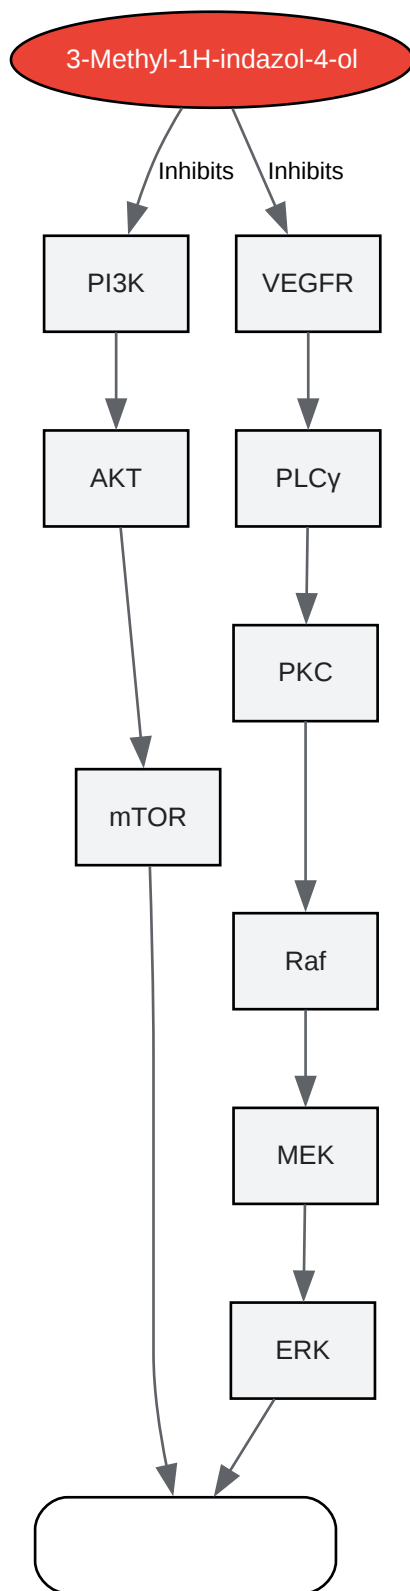 3-Methyl-1H-indazol-4-ol
Inhibits
Inhibits
PI3K
VEGFR
AKT
PLCγ
PKC
mTOR
Raf
MEK
ERK